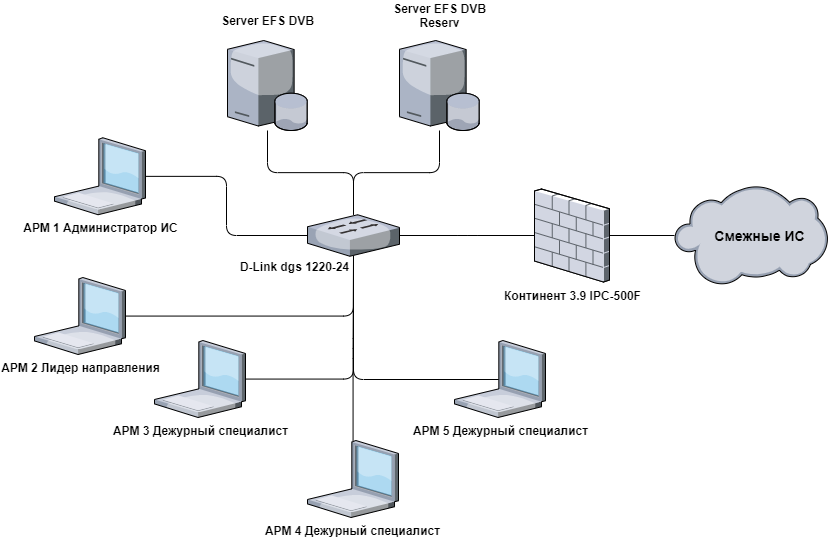 Server EFS DVB
Server EFS DVB
Reserv
АРМ 1 Администратор ИС
D-Link dgs 1220-24
Смежные ИС
Континент 3.9 IPC-500F
АРМ 2 Лидер направления
АРМ 3 Дежурный специалист
АРМ 5 Дежурный специалист
АРМ 4 Дежурный специалист